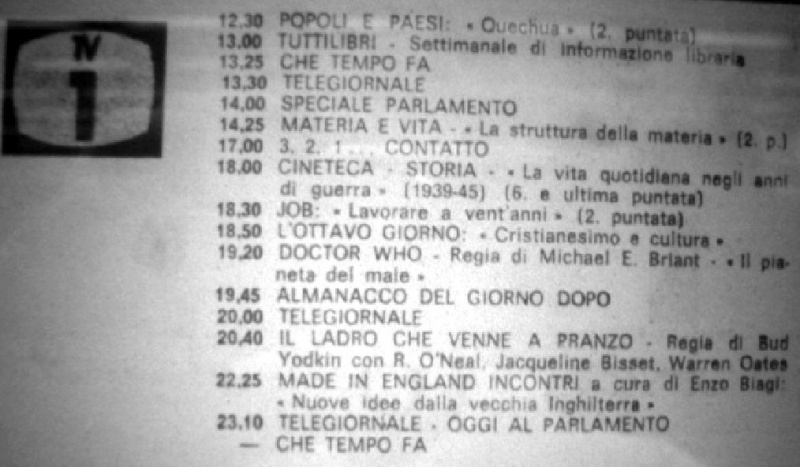 TV
1
12,30 POPOLI E PAESI: « Quechua » (2. puntata)
13,00 TUTTILIBRI - Settimanale di informazione libraria
13,25 CHE TEMPO FA
13,30 TELEGIORNALE
14,00 SPECIALE PARLAMENTO
14,25 MATERIA E VITA - « La struttura della materia » (2. p.)
17,00 3, 2, 1 ... CONTATTO
18,00 CINETECA - STORIA - « La vita quotidiana negli anni
di guerra » (1939-45) (6. e ultima puntata)
18,30 JOB: « Lavorare a vent'anni » (2. puntata)
18,50 L'OTTAVO GIORNO: « Cristianesimo e cultura »
19,20 DOCTOR WHO - Regia di Michael E. Briant - « Il pia-
neta del male »
19,45 ALMANACCO DEL GIORNO DOPO
20,00 TELEGIORNALE
20,40 IL LADRO CHE VENNE A PRANZO - Regia di Bud
Yodkin con R. O'Neal, Jacqueline Bisset, Warren Oates
22,25 MADE IN ENGLAND INCONTRI a cura di Enzo Biagi:
« Nuove idee dalla vecchia Inghilterra »
23,10 TELEGIORNALE - OGGI AL PARLAMENTO
— CHE TEMPO FA